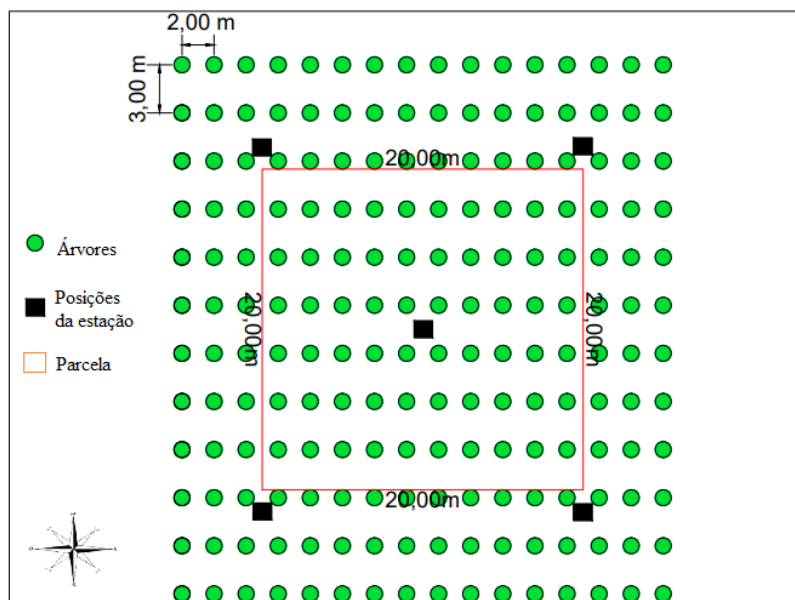 2,00 m
3,00 m
20,00m
20,00m
20,00m
20,00m
Árvores
Posições
da estação
Parcela